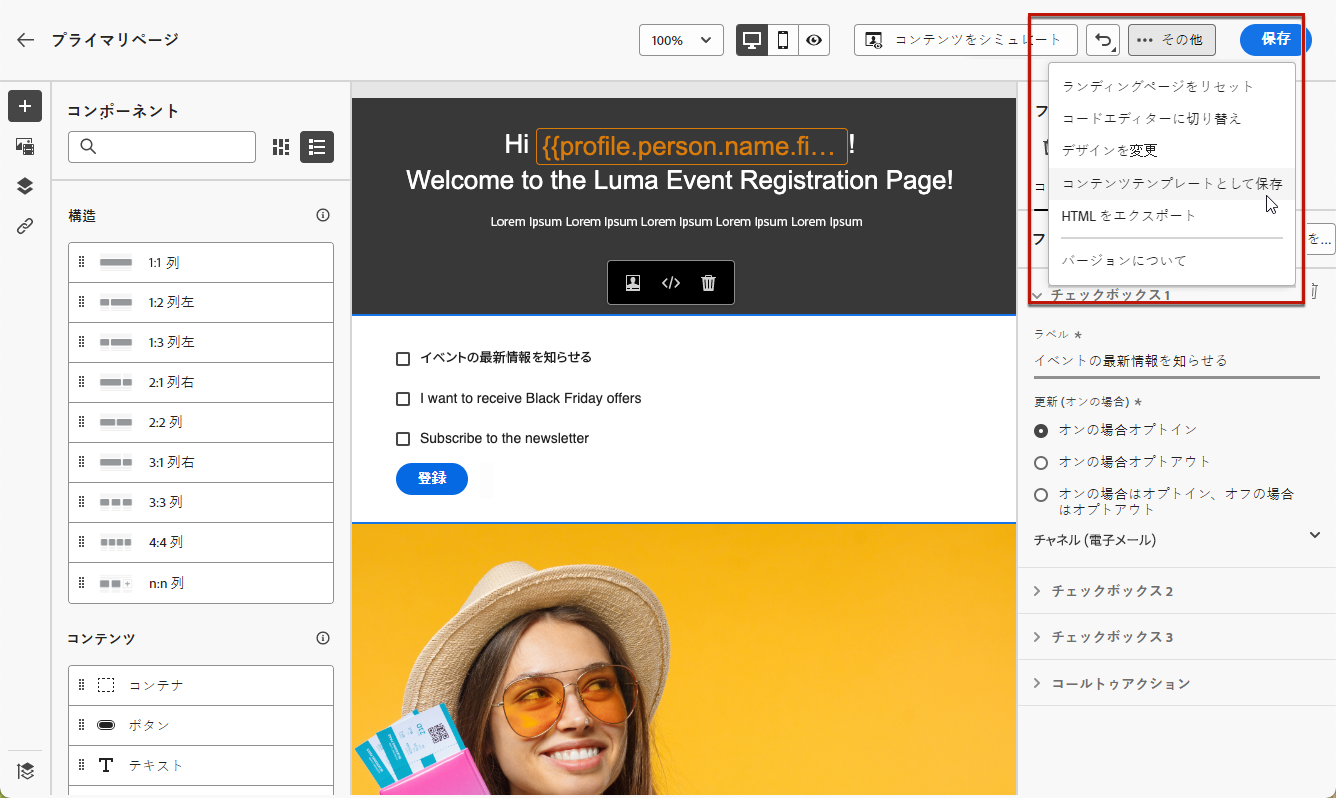 プライマリページ
100%
コンテンツをシミュレート
その他
保存
ランディングページをリセット
コードエディターに切り替え
デザインを変更
コンテンツテンプレートとして保存
HTML をエクスポート
バージョンについて
コンポーネント
構造
1:1 列
1:2 列左
1:3 列左
2:1 列右
2:2 列
3:1 列右
3:3 列
4:4 列
n:n 列
コンテンツ
コンテナ
ボタン
テキスト
Hi {{profile.person.name.fi... !
Welcome to the Luma Event Registration Page!
Lorem Ipsum Lorem Ipsum Lorem Ipsum Lorem Ipsum Lorem Ipsum
イベントの最新情報を知らせる
I want to receive Black Friday offers
Subscribe to the newsletter
登録
フ
コ
フ
を...
チェックボックス 1
ラベル *
イベントの最新情報を知らせる
更新 (オンの場合) *
オンの場合オプトイン
オンの場合オプトアウト
オンの場合はオプトイン、オフの場合
はオプトアウト
チャネル (電子メール)
チェックボックス 2
チェックボックス 3
コールトゥアクション